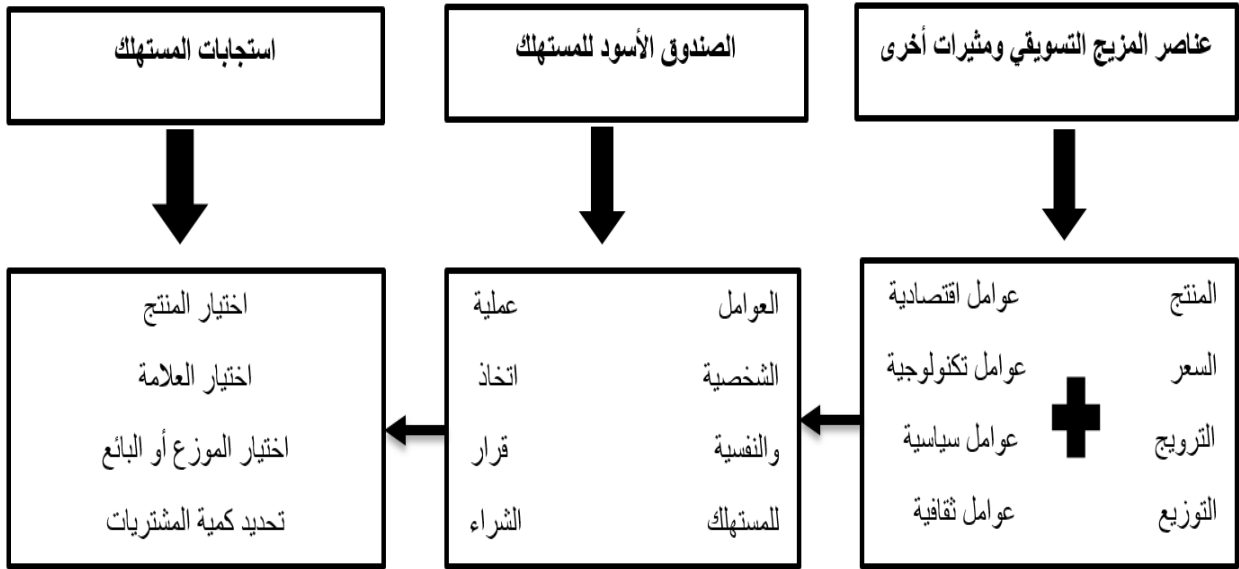 عناصر المزيج التسويقي ومثيرات أخرى
الصندوق الأسود للمستهلك
استجابات المستهلك
المنتج
السعر
الترويج
التوزيع
عوامل اقتصادية
عوامل تكنولوجية
عوامل سياسية
عوامل ثقافية
العوامل
الشخصية
والنفسية
للمستهلك
عملية
اتخاذ
قرار
الشراء
اختيار المنتج
اختيار العلامة
اختيار الموزع أو البائع
تحديد كمية المشتريات